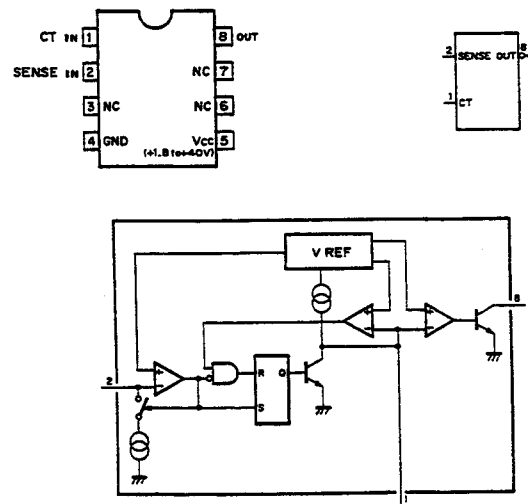 CT IN 1 8 OUT
SENSE IN 2 NC 7
3 NC NC 6
4 GND Vcc 5
(+1.8 to +40V)
2 SENSE OUT 8
1 CT
V REF
8
+ - + - + -
2
R Q
S
1